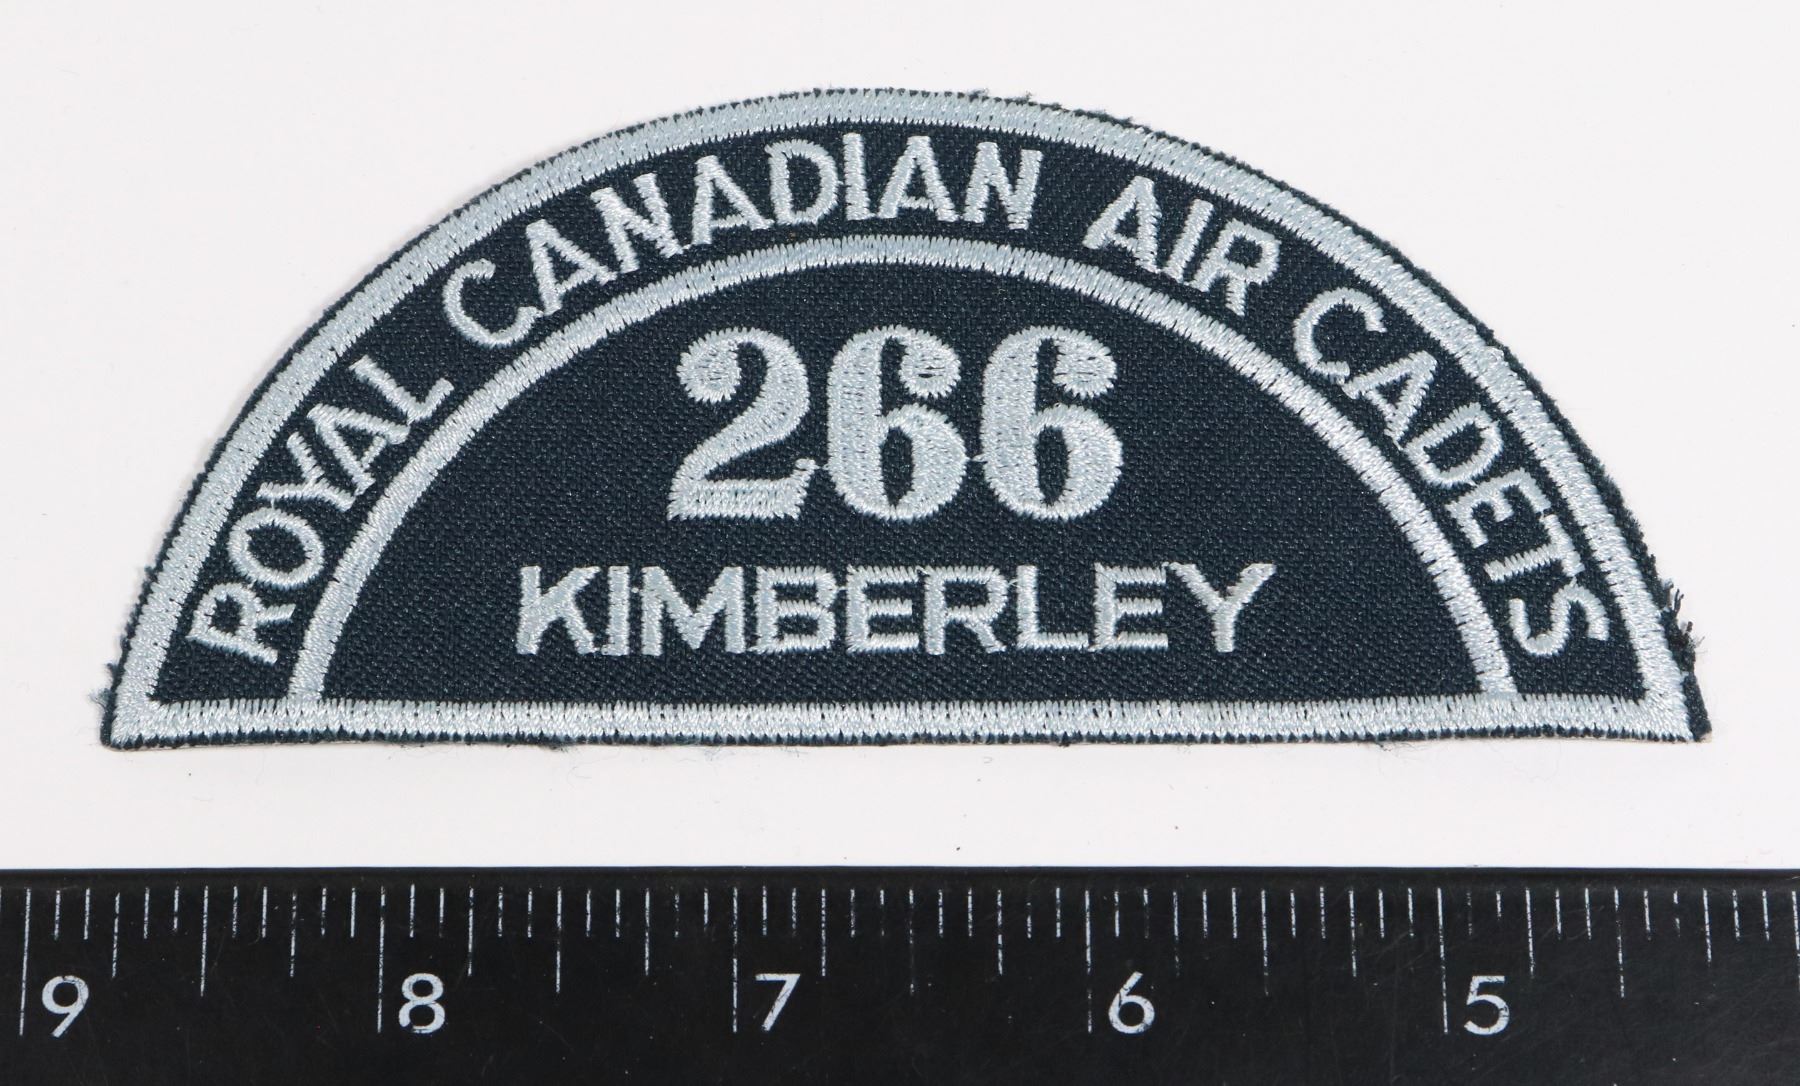 ROYAL CANADIAN AIR CADETS
266
KIMBERLEY
9 8 7 6 5